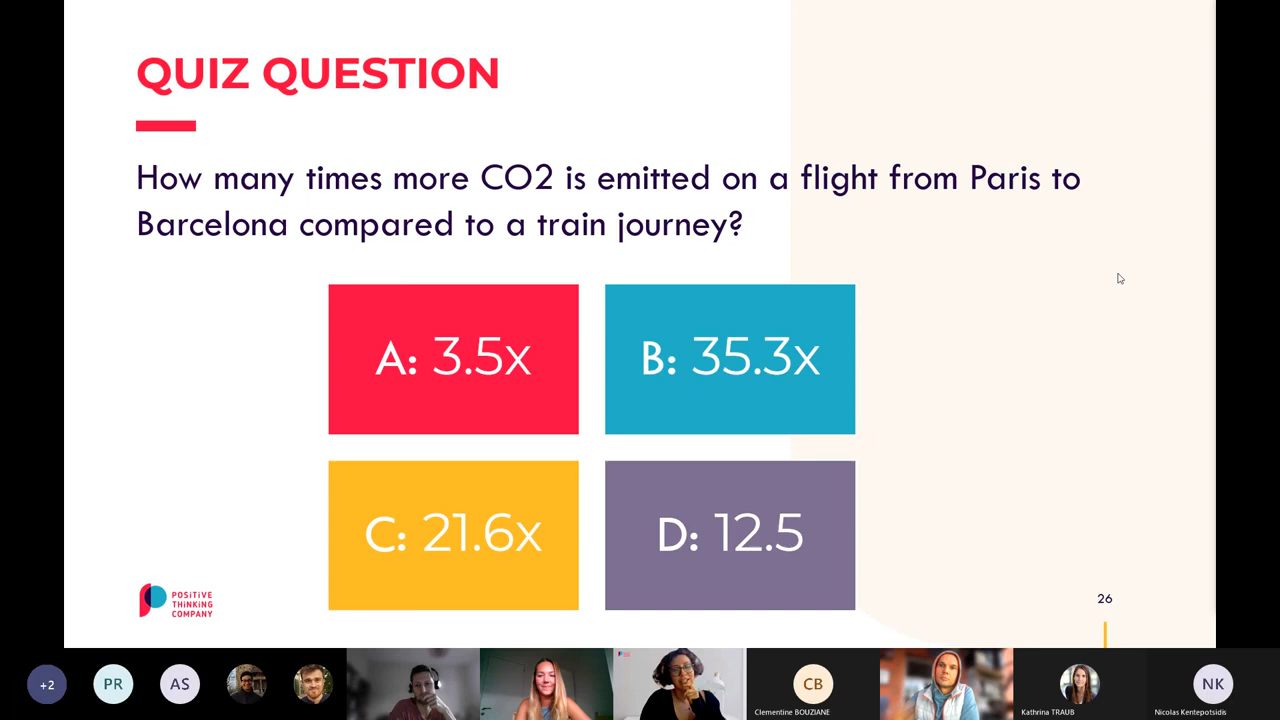 QUIZ QUESTION
How many times more CO2 is emitted on a flight from Paris to
Barcelona compared to a train journey?
A: 3.5x
B: 35.3x
C: 21.6x
D: 12.5
POSITIVE
THINKING
COMPANY
26
+2
PR
AS
CB
Clementine BOUZIANE
Kathrina TRAUB
NK
Nicolas Kentepotsidis